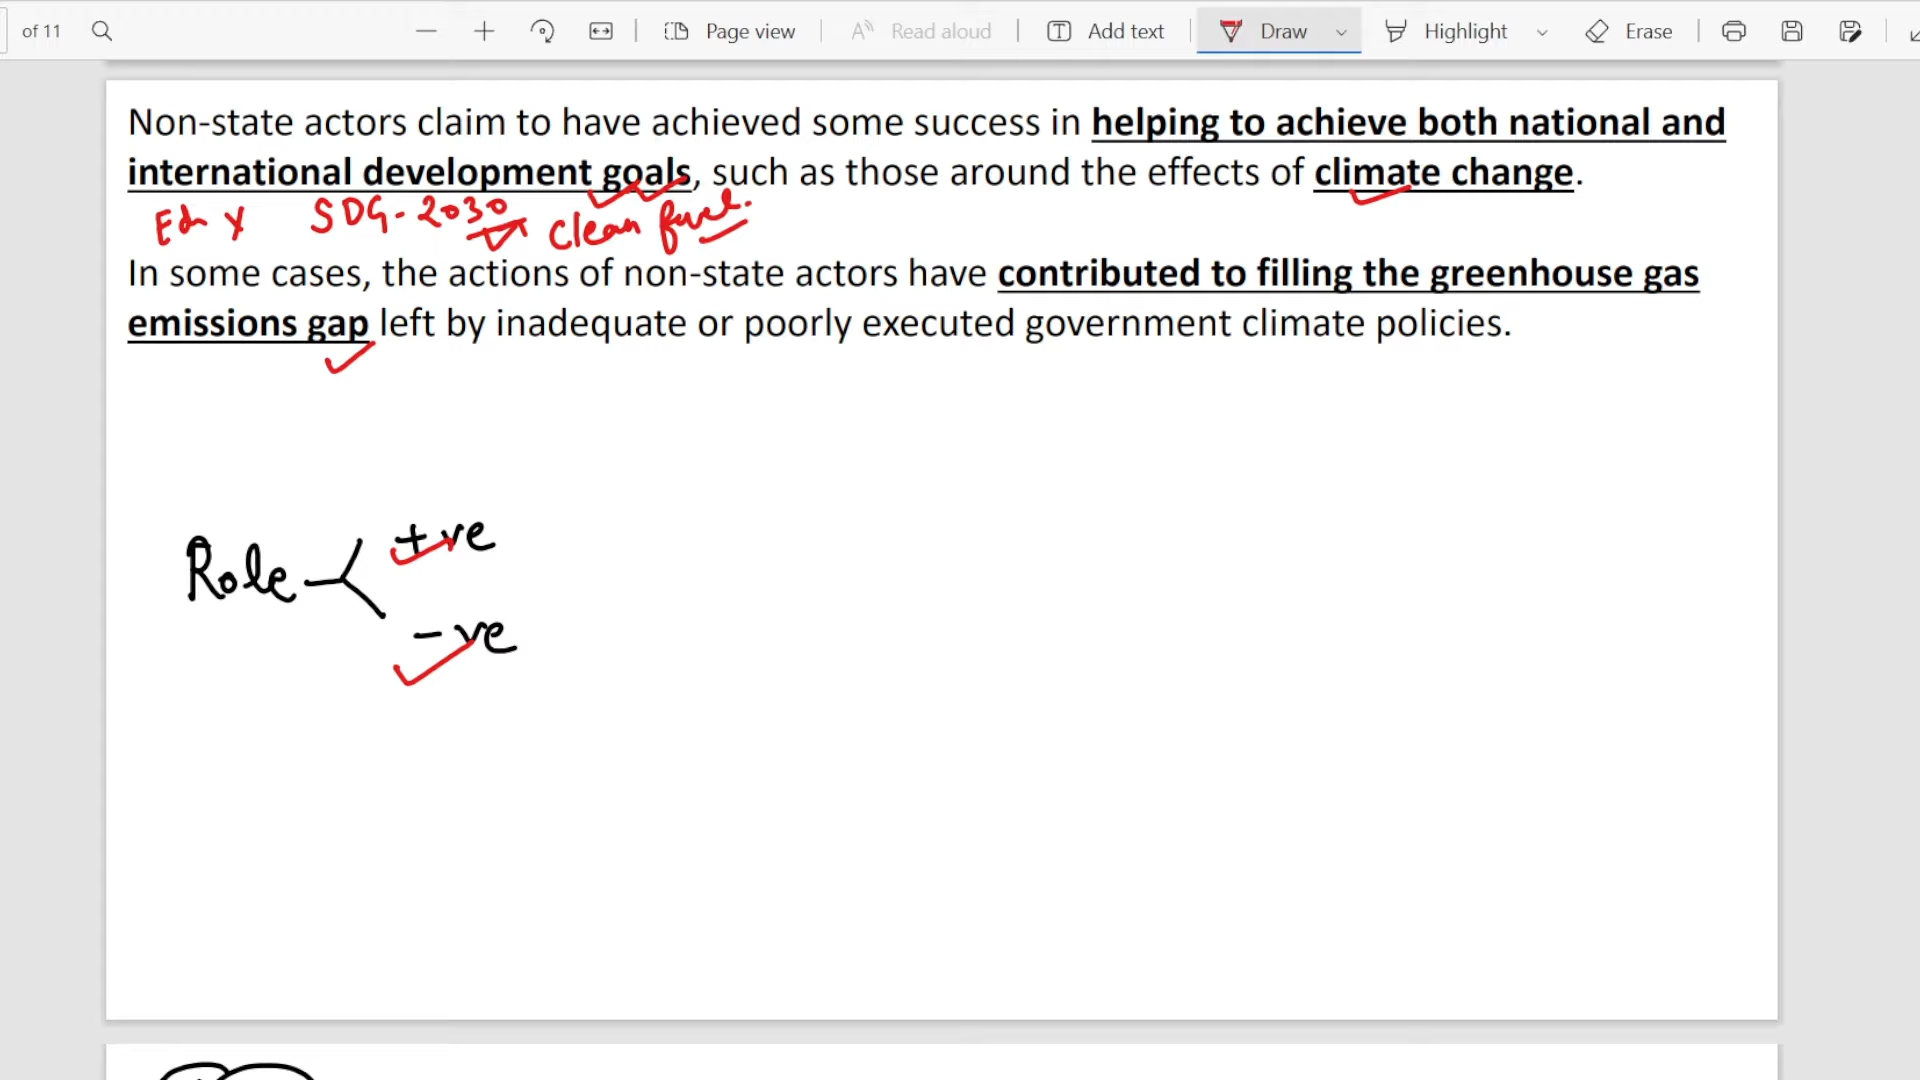 of 11 Page view Read aloud Add text Draw Highlight Erase
Non-state actors claim to have achieved some success in helping to achieve both national and
international development goals, such as those around the effects of climate change.
SDG-2030 Clean fuel.
In some cases, the actions of non-state actors have contributed to filling the greenhouse gas
emissions gap left by inadequate or poorly executed government climate policies.
+ve
Role
-ve